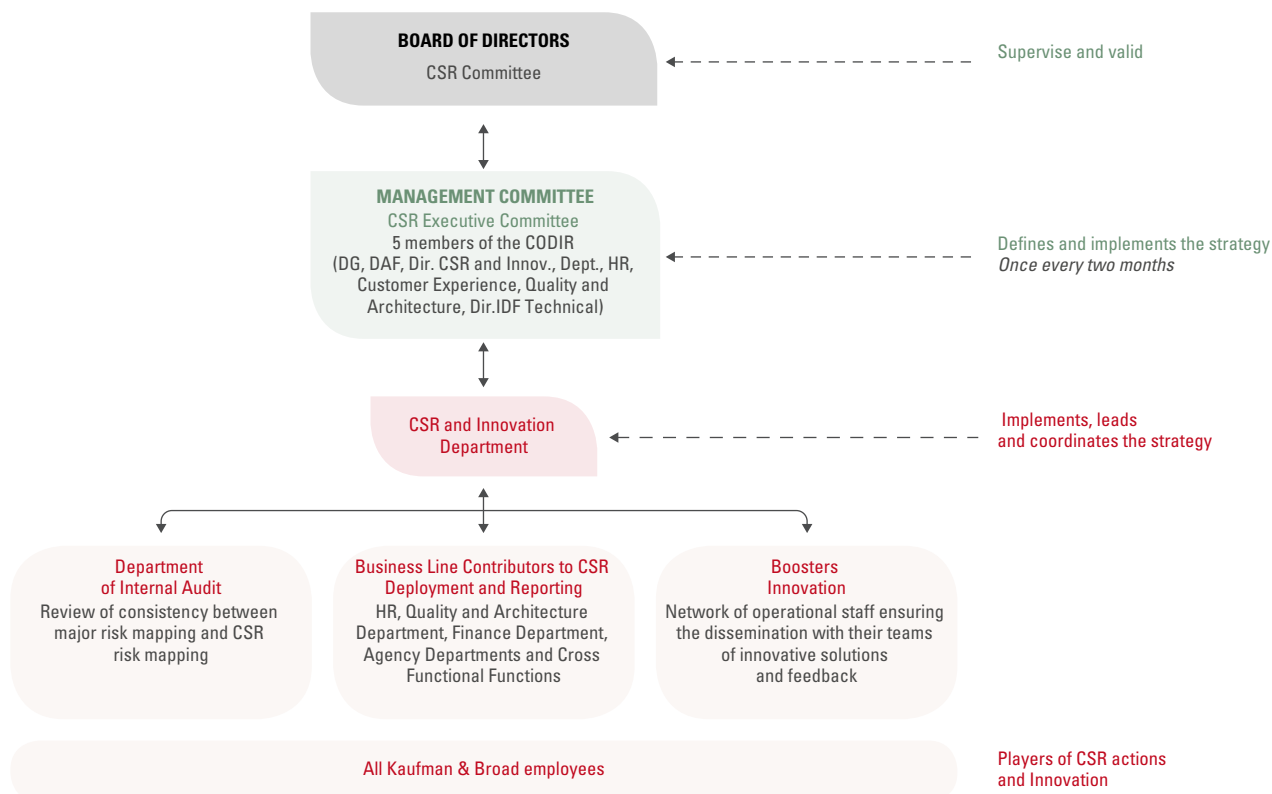 BOARD OF DIRECTORS
CSR Committee
Supervise and valid
MANAGEMENT COMMITTEE
CSR Executive Committee
5 members of the CODIR
(DG, DAF, Dir. CSR and Innov., Dept., HR,
Customer Experience, Quality and
Architecture, Dir.IDF Technical)
Defines and implements the strategy
Once every two months
CSR and Innovation
Department
Implements, leads
and coordinates the strategy
Department
of Internal Audit
Review of consistency between
major risk mapping and CSR
risk mapping
Business Line Contributors to CSR
Deployment and Reporting
HR, Quality and Architecture
Department, Finance Department,
Agency Departments and Cross
Functional Functions
Boosters
Innovation
Network of operational staff ensuring
the dissemination with their teams
of innovative solutions
and feedback
All Kaufman & Broad employees
Players of CSR actions
and Innovation